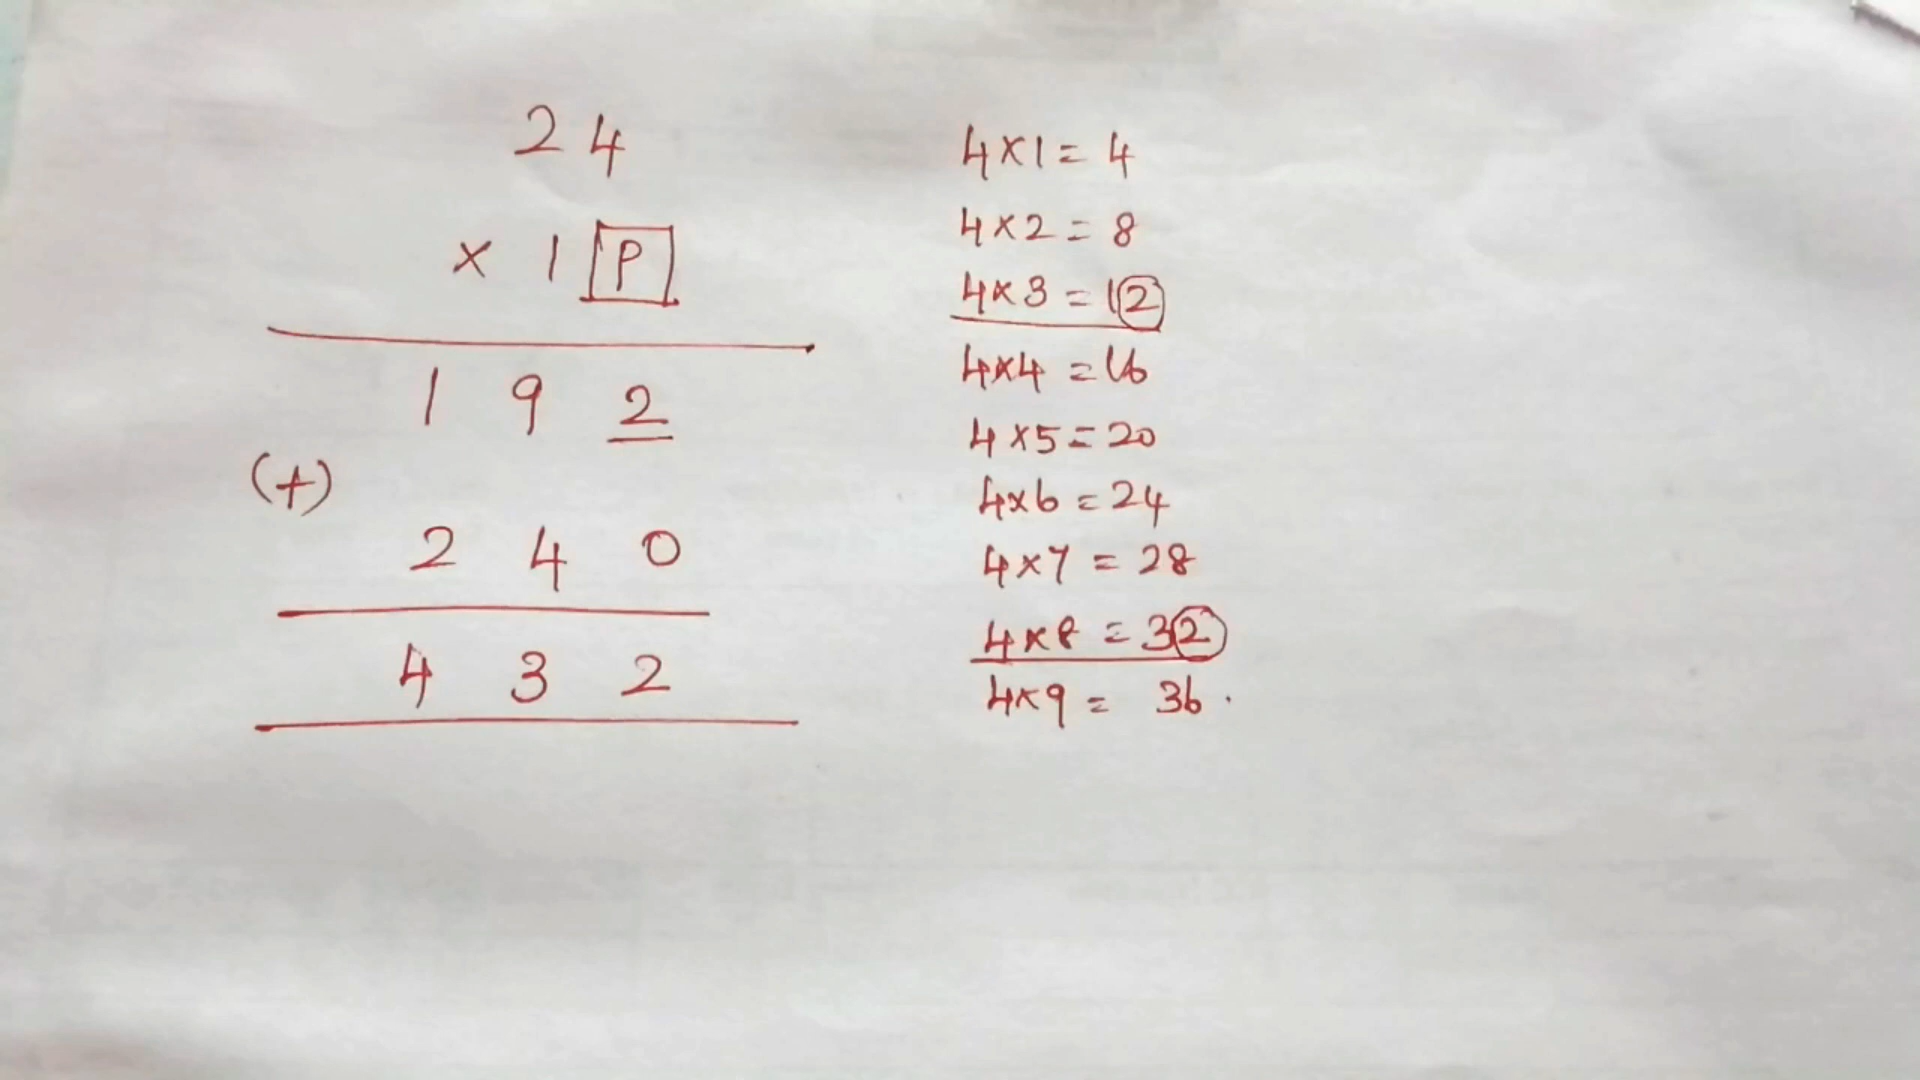 24
× 1 P
1 9 2
(+)
2 4 0
4 3 2
4×1= 4
4×2= 8
4×3 =12
4×4 =16
4×5=20
4×6=24
4×7 =28
4×8 =32
4×9 = 36.